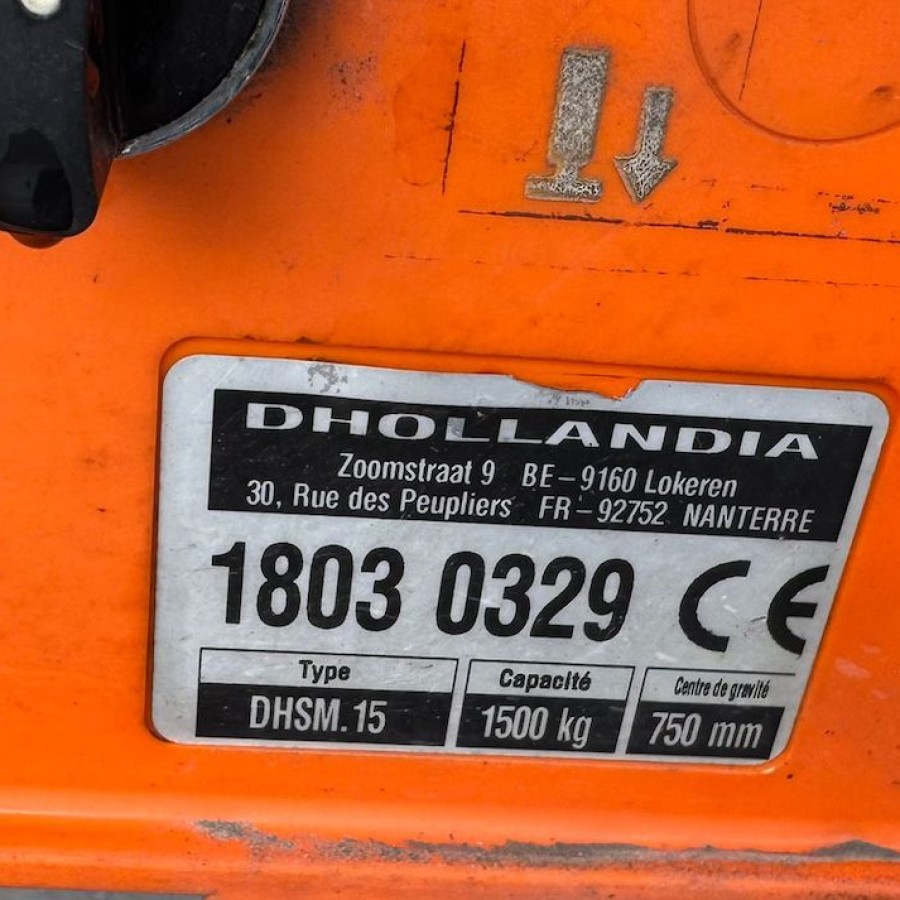 DHOLLANDIA
Zoomstraat 9 BE-9160 Lokeren
30, Rue des Peupliers FR-92752 NANTERRE
1803 0329 CE
Type
DHSM.15
Capacité
1500 kg
Centre de gravité
750 mm